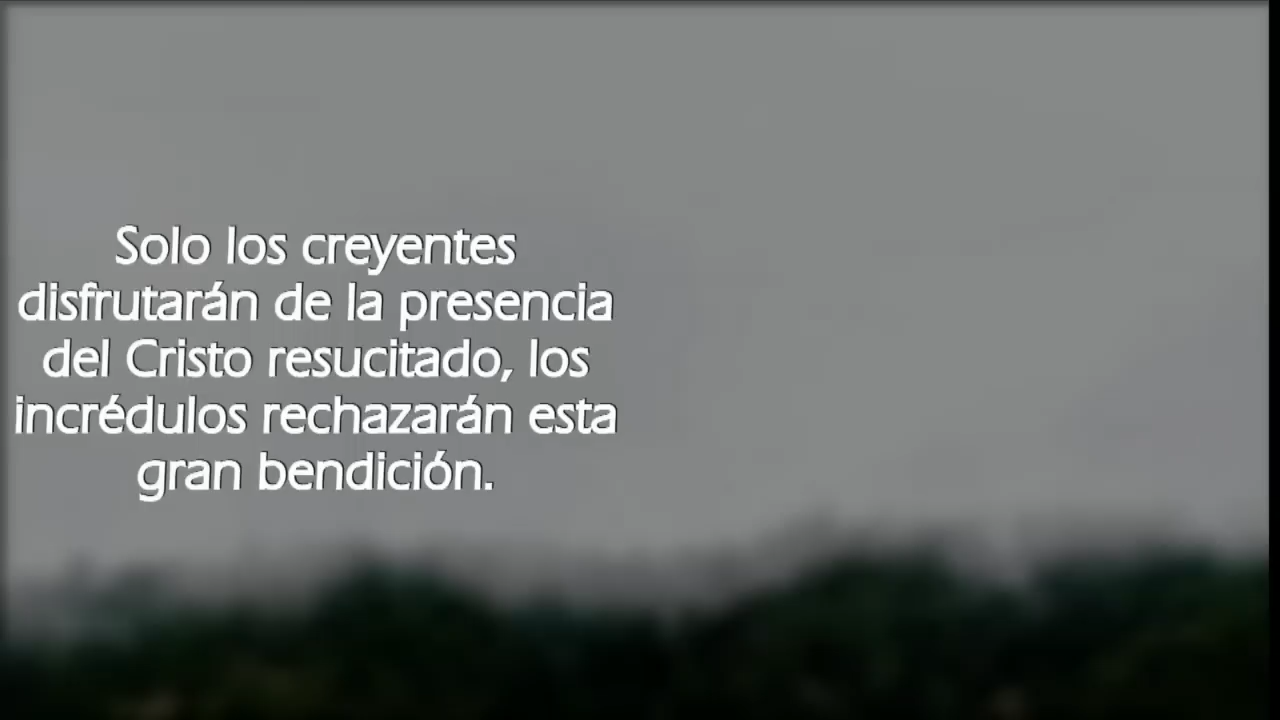 Solo los creyentes
disfrutarán de la presencia
del Cristo resucitado, los
incrédulos rechazarán esta
gran bendición.